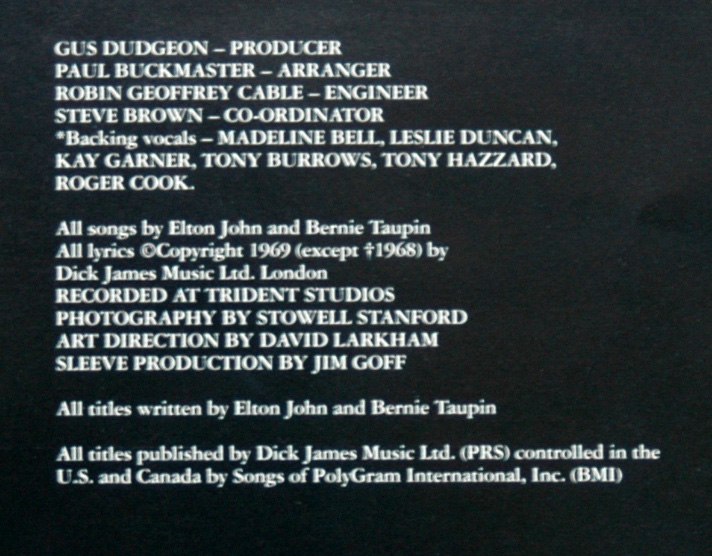 GUS DUDGEON – PRODUCER
PAUL BUCKMASTER – ARRANGER
ROBIN GEOFFREY CABLE – ENGINEER
STEVE BROWN – CO-ORDINATOR
*Backing vocals – MADELINE BELL, LESLIE DUNCAN,
KAY GARNER, TONY BURROWS, TONY HAZZARD,
ROGER COOK.
All songs by Elton John and Bernie Taupin
All lyrics ©Copyright 1969 (except †1968) by
Dick James Music Ltd. London
RECORDED AT TRIDENT STUDIOS
PHOTOGRAPHY BY STOWELL STANFORD
ART DIRECTION BY DAVID LARKHAM
SLEEVE PRODUCTION BY JIM GOFF
All titles written by Elton John and Bernie Taupin
All titles published by Dick James Music Ltd. (PRS) controlled in the
U.S. and Canada by Songs of PolyGram International, Inc. (BMI)